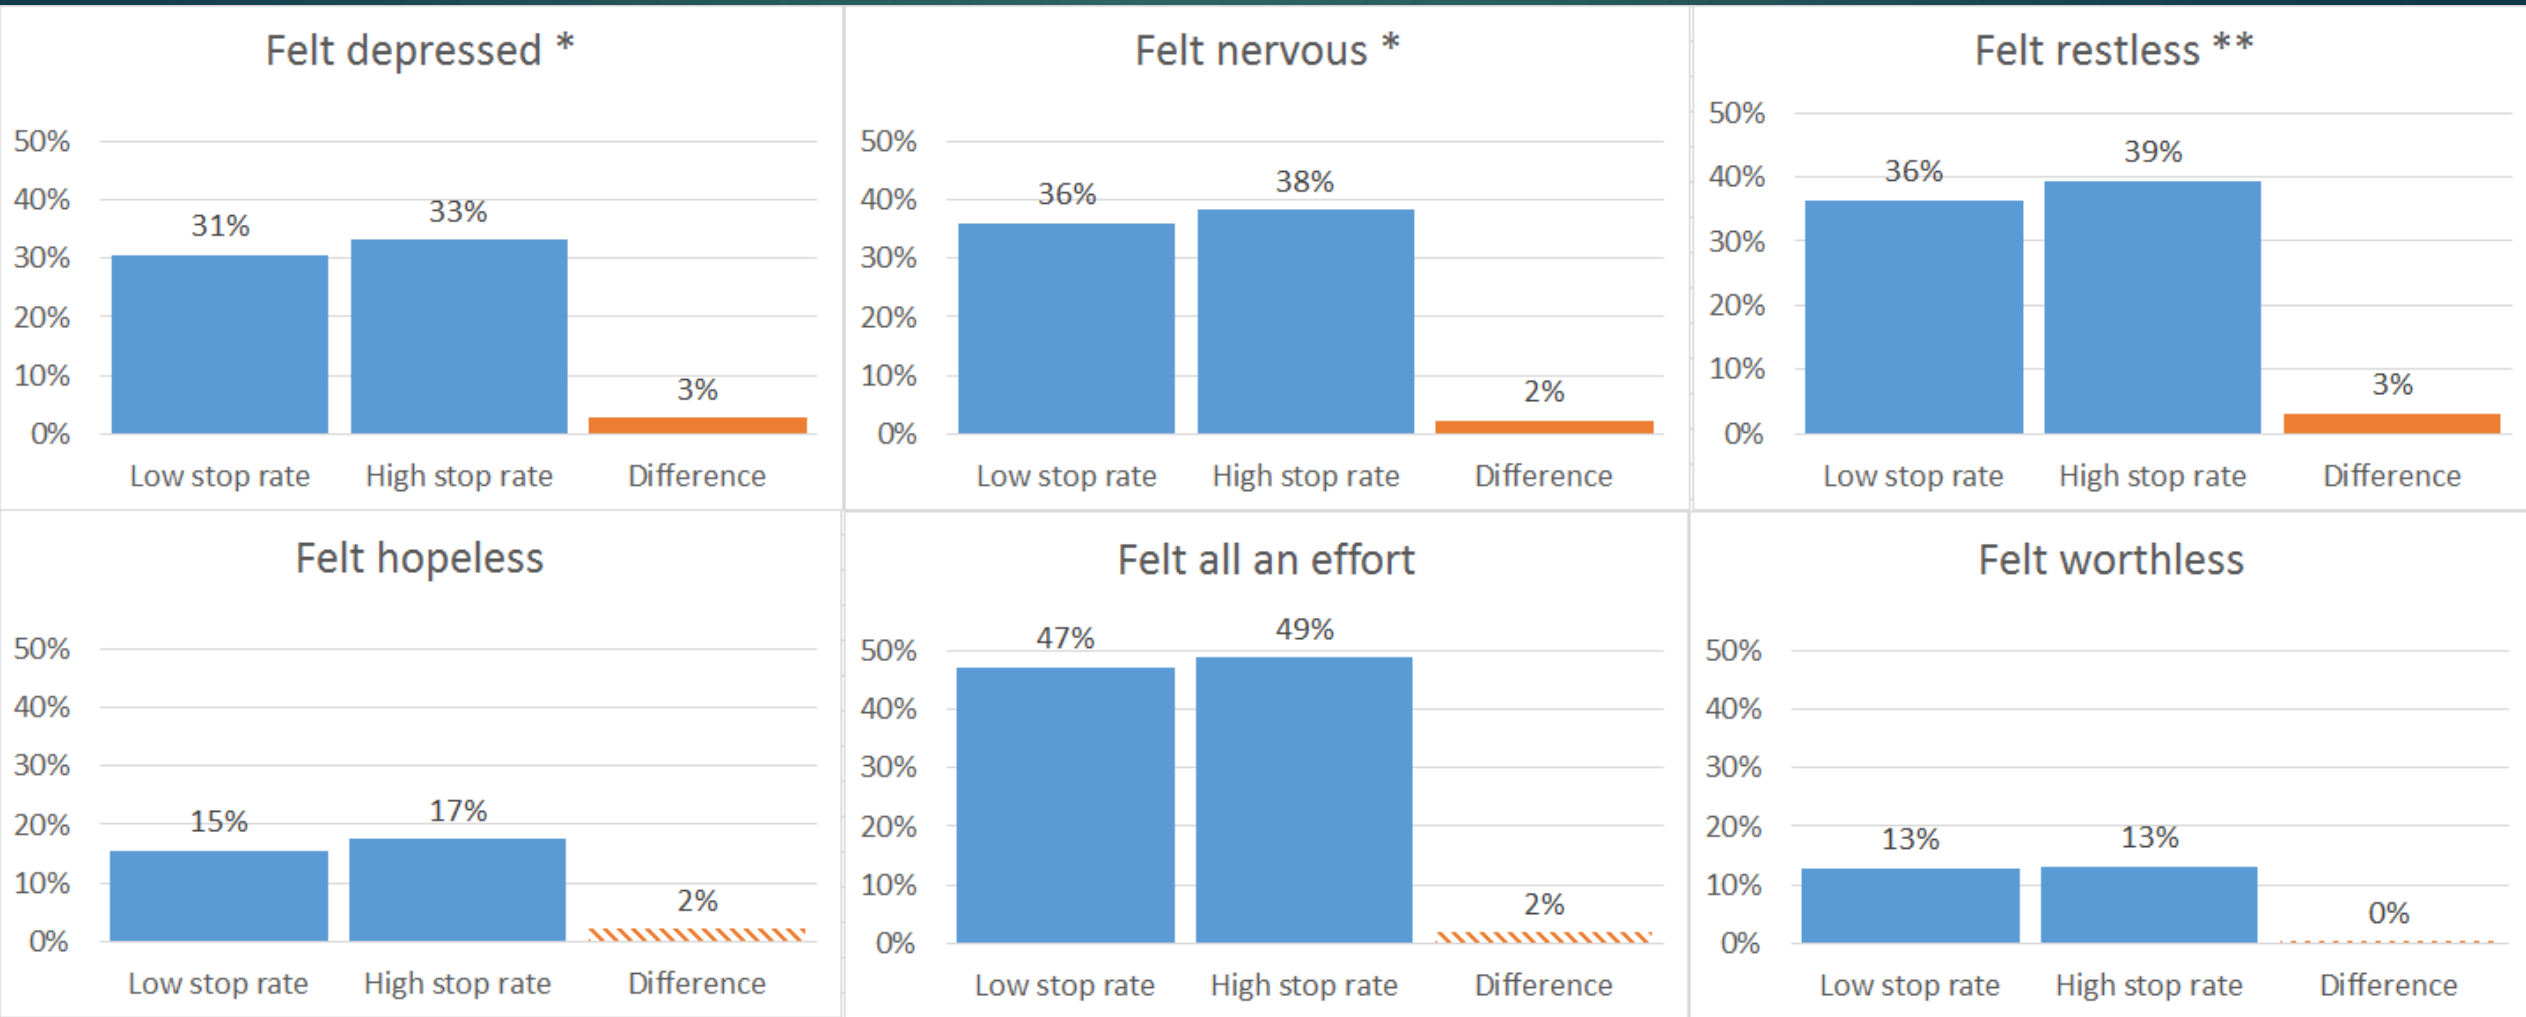 Felt depressed *
50%
40%
30%
20%
10%
0%
31%
33%
3%
Low stop rate
High stop rate
Difference
Felt nervous *
50%
40%
30%
20%
10%
0%
36%
38%
2%
Low stop rate
High stop rate
Difference
Felt restless **
50%
40%
30%
20%
10%
0%
36%
39%
3%
Low stop rate
High stop rate
Difference
Felt hopeless
50%
40%
30%
20%
10%
0%
15%
17%
2%
Low stop rate
High stop rate
Difference
Felt all an effort
50%
40%
30%
20%
10%
0%
47%
49%
2%
Low stop rate
High stop rate
Difference
Felt worthless
50%
40%
30%
20%
10%
0%
13%
13%
0%
Low stop rate
High stop rate
Difference